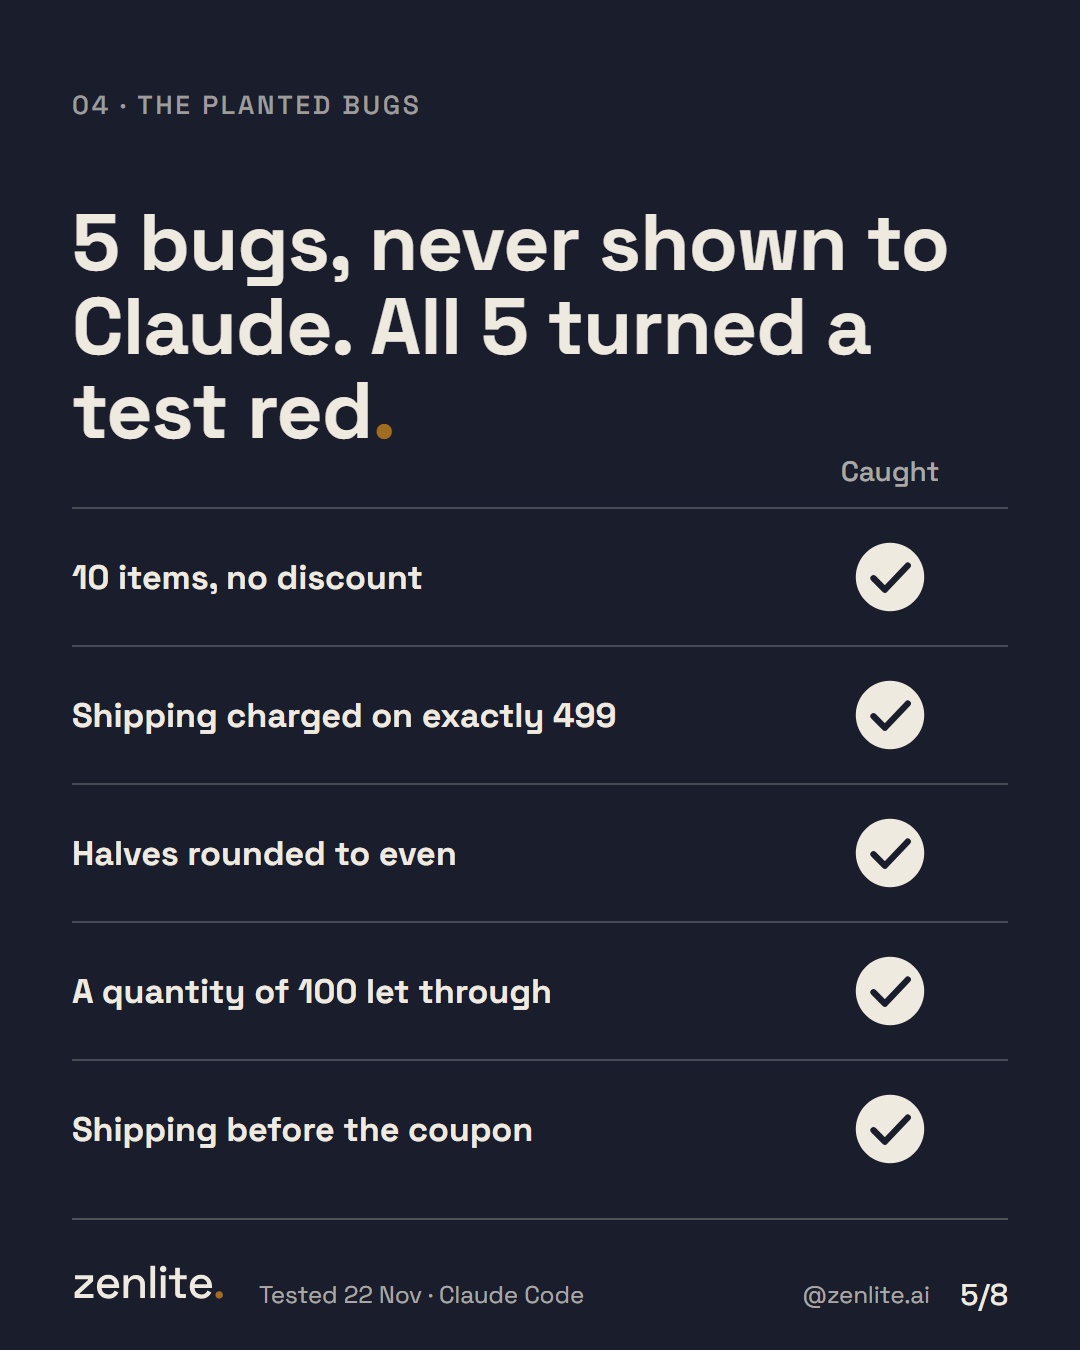 04 · THE PLANTED BUGS
5 bugs, never shown to
Claude. All 5 turned a
test red.
Caught
10 items, no discount
Shipping charged on exactly 499
Halves rounded to even
A quantity of 100 let through
Shipping before the coupon
zenlite. Tested 22 Nov · Claude Code @zenlite.ai 5/8